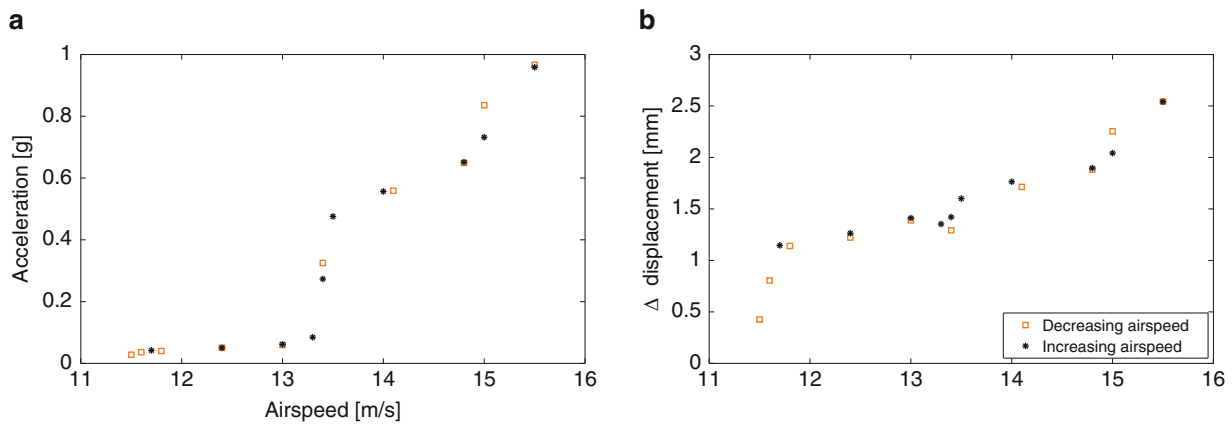 a
1
0.8
0.6
0.4
0.2
0
Acceleration [g]
11 12 13 14 15 16
Airspeed [m/s]
b
3
2.5
2
1.5
1
0.5
0
Δ displacement [mm]
11 12 13 14 15 16
Decreasing airspeed
Increasing airspeed